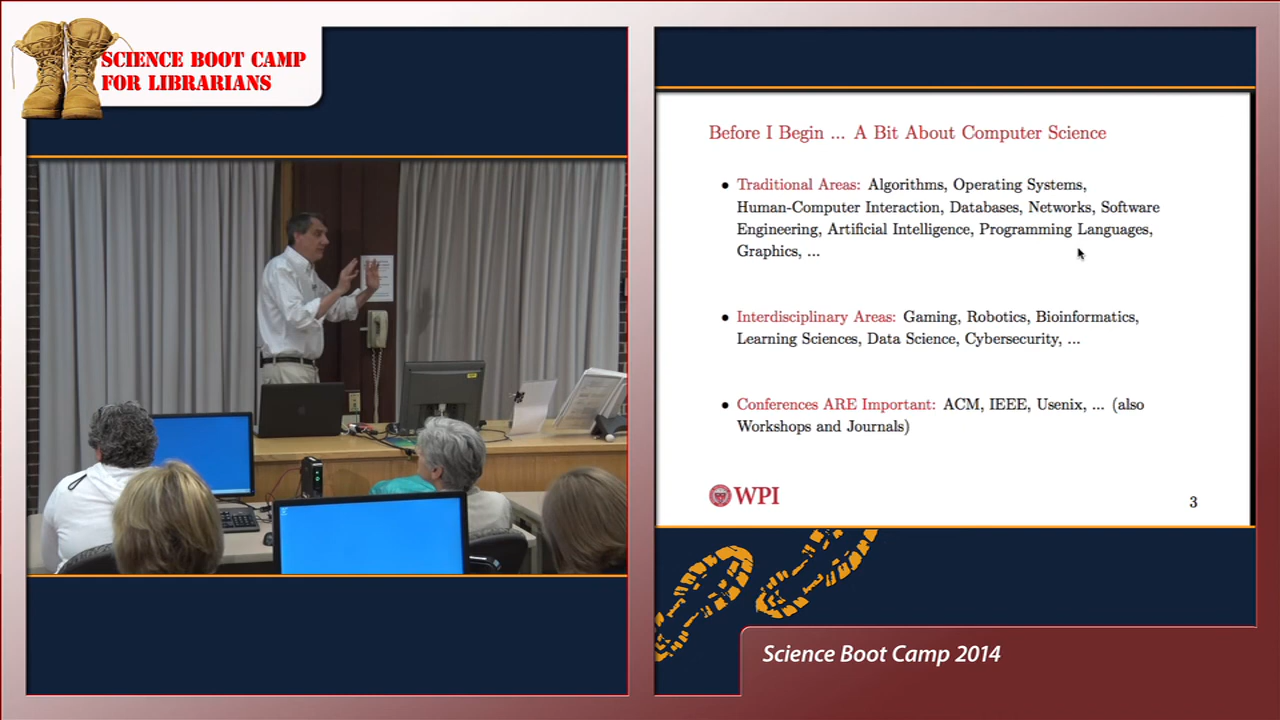 SCIENCE BOOT CAMP
FOR LIBRARIANS
Before I Begin ... A Bit About Computer Science
• Traditional Areas: Algorithms, Operating Systems,
Human-Computer Interaction, Databases, Networks, Software
Engineering, Artificial Intelligence, Programming Languages,
Graphics, ...
• Interdisciplinary Areas: Gaming, Robotics, Bioinformatics,
Learning Sciences, Data Science, Cybersecurity, ...
• Conferences ARE Important: ACM, IEEE, Usenix, ... (also
Workshops and Journals)
WPI
3
Science Boot Camp 2014